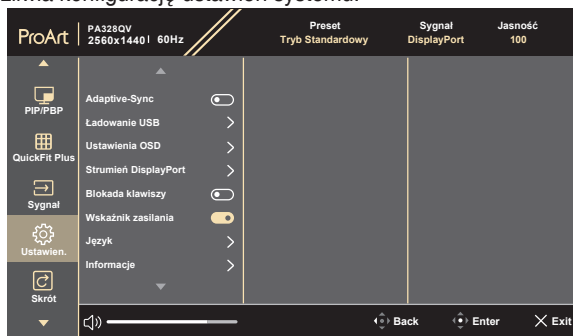 konfigurację ustawień systemu.
ProArt
PA328QV
2560x1440 60Hz
Preset
Tryb Standardowy
Sygnał
DisplayPort
Jasność
100
PIP/PBP
QuickFit Plus
Sygnał
Ustawien.
Skrót
Adaptive-Sync
Ładowanie USB
Ustawienia OSD
Strumień DisplayPort
Blokada klawiszy
Wskaźnik zasilania
Język
Informacje
Back
Enter
Exit